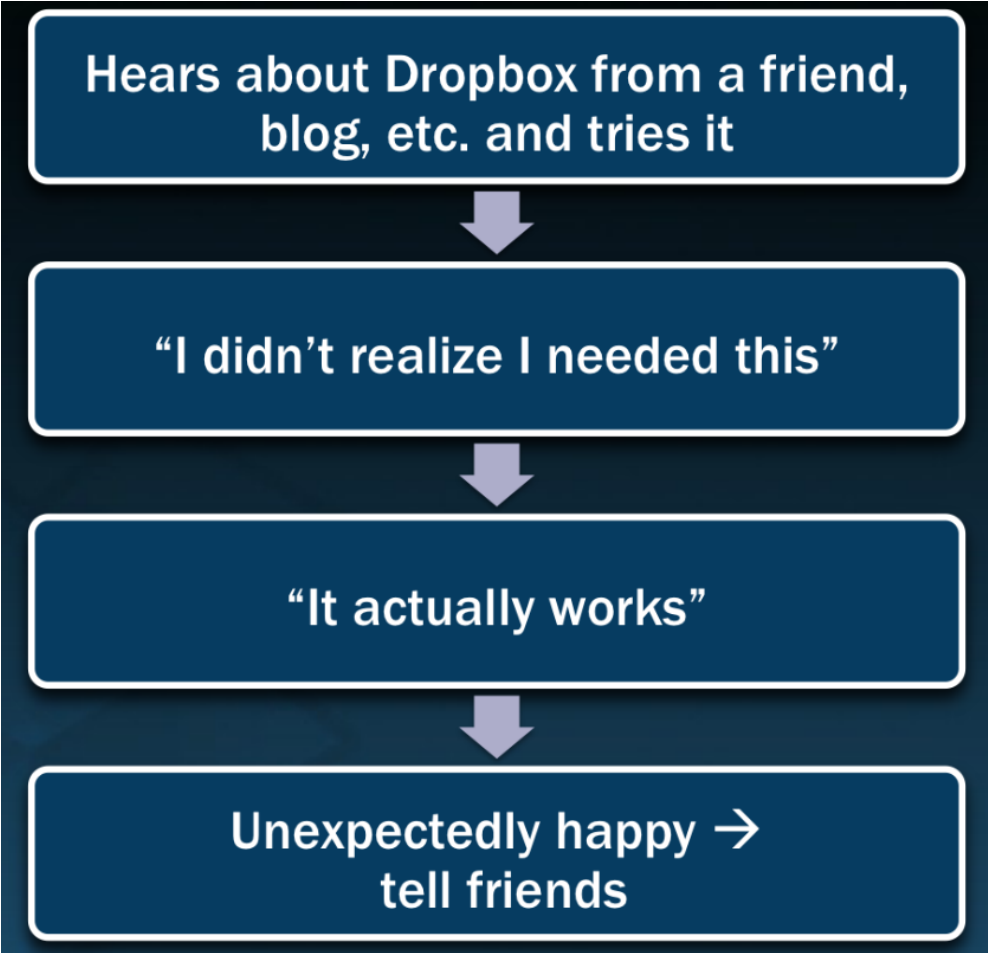 Hears about Dropbox from a friend,
blog, etc. and tries it
“I didn’t realize I needed this”
“It actually works”
Unexpectedly happy →
tell friends